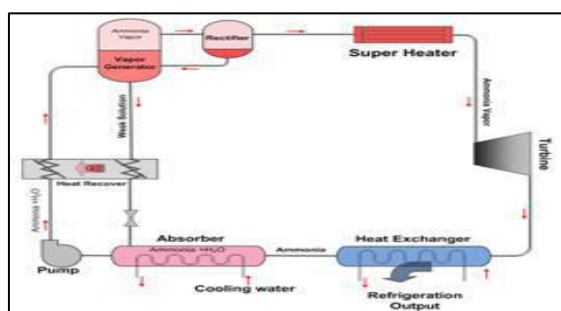 Ammonia
Vapor
Vapor
Generator
Rectifier
Super Heater
Weak Solution
Ammonia Vapor
Turbine
Heat Recover
Ammonia +H₂O
Pump
Absorber
Ammonia +H₂O
Cooling water
Ammonia
Heat Exchanger
Refrigeration
Output